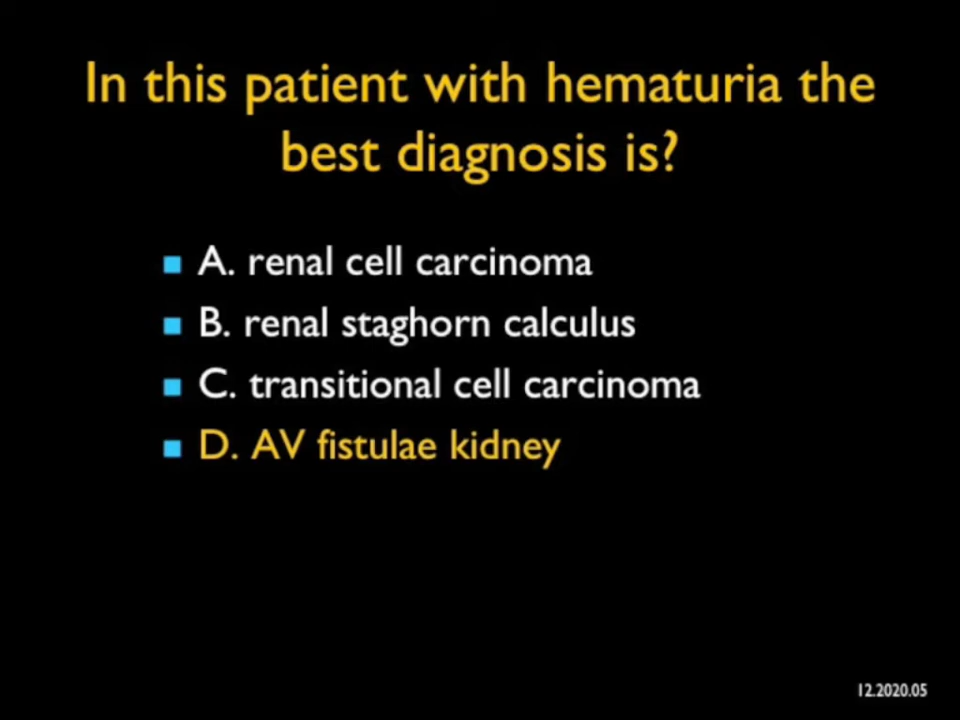 In this patient with hematuria the
best diagnosis is?
A. renal cell carcinoma
B. renal staghorn calculus
C. transitional cell carcinoma
D. AV fistulae kidney
12.2020.05